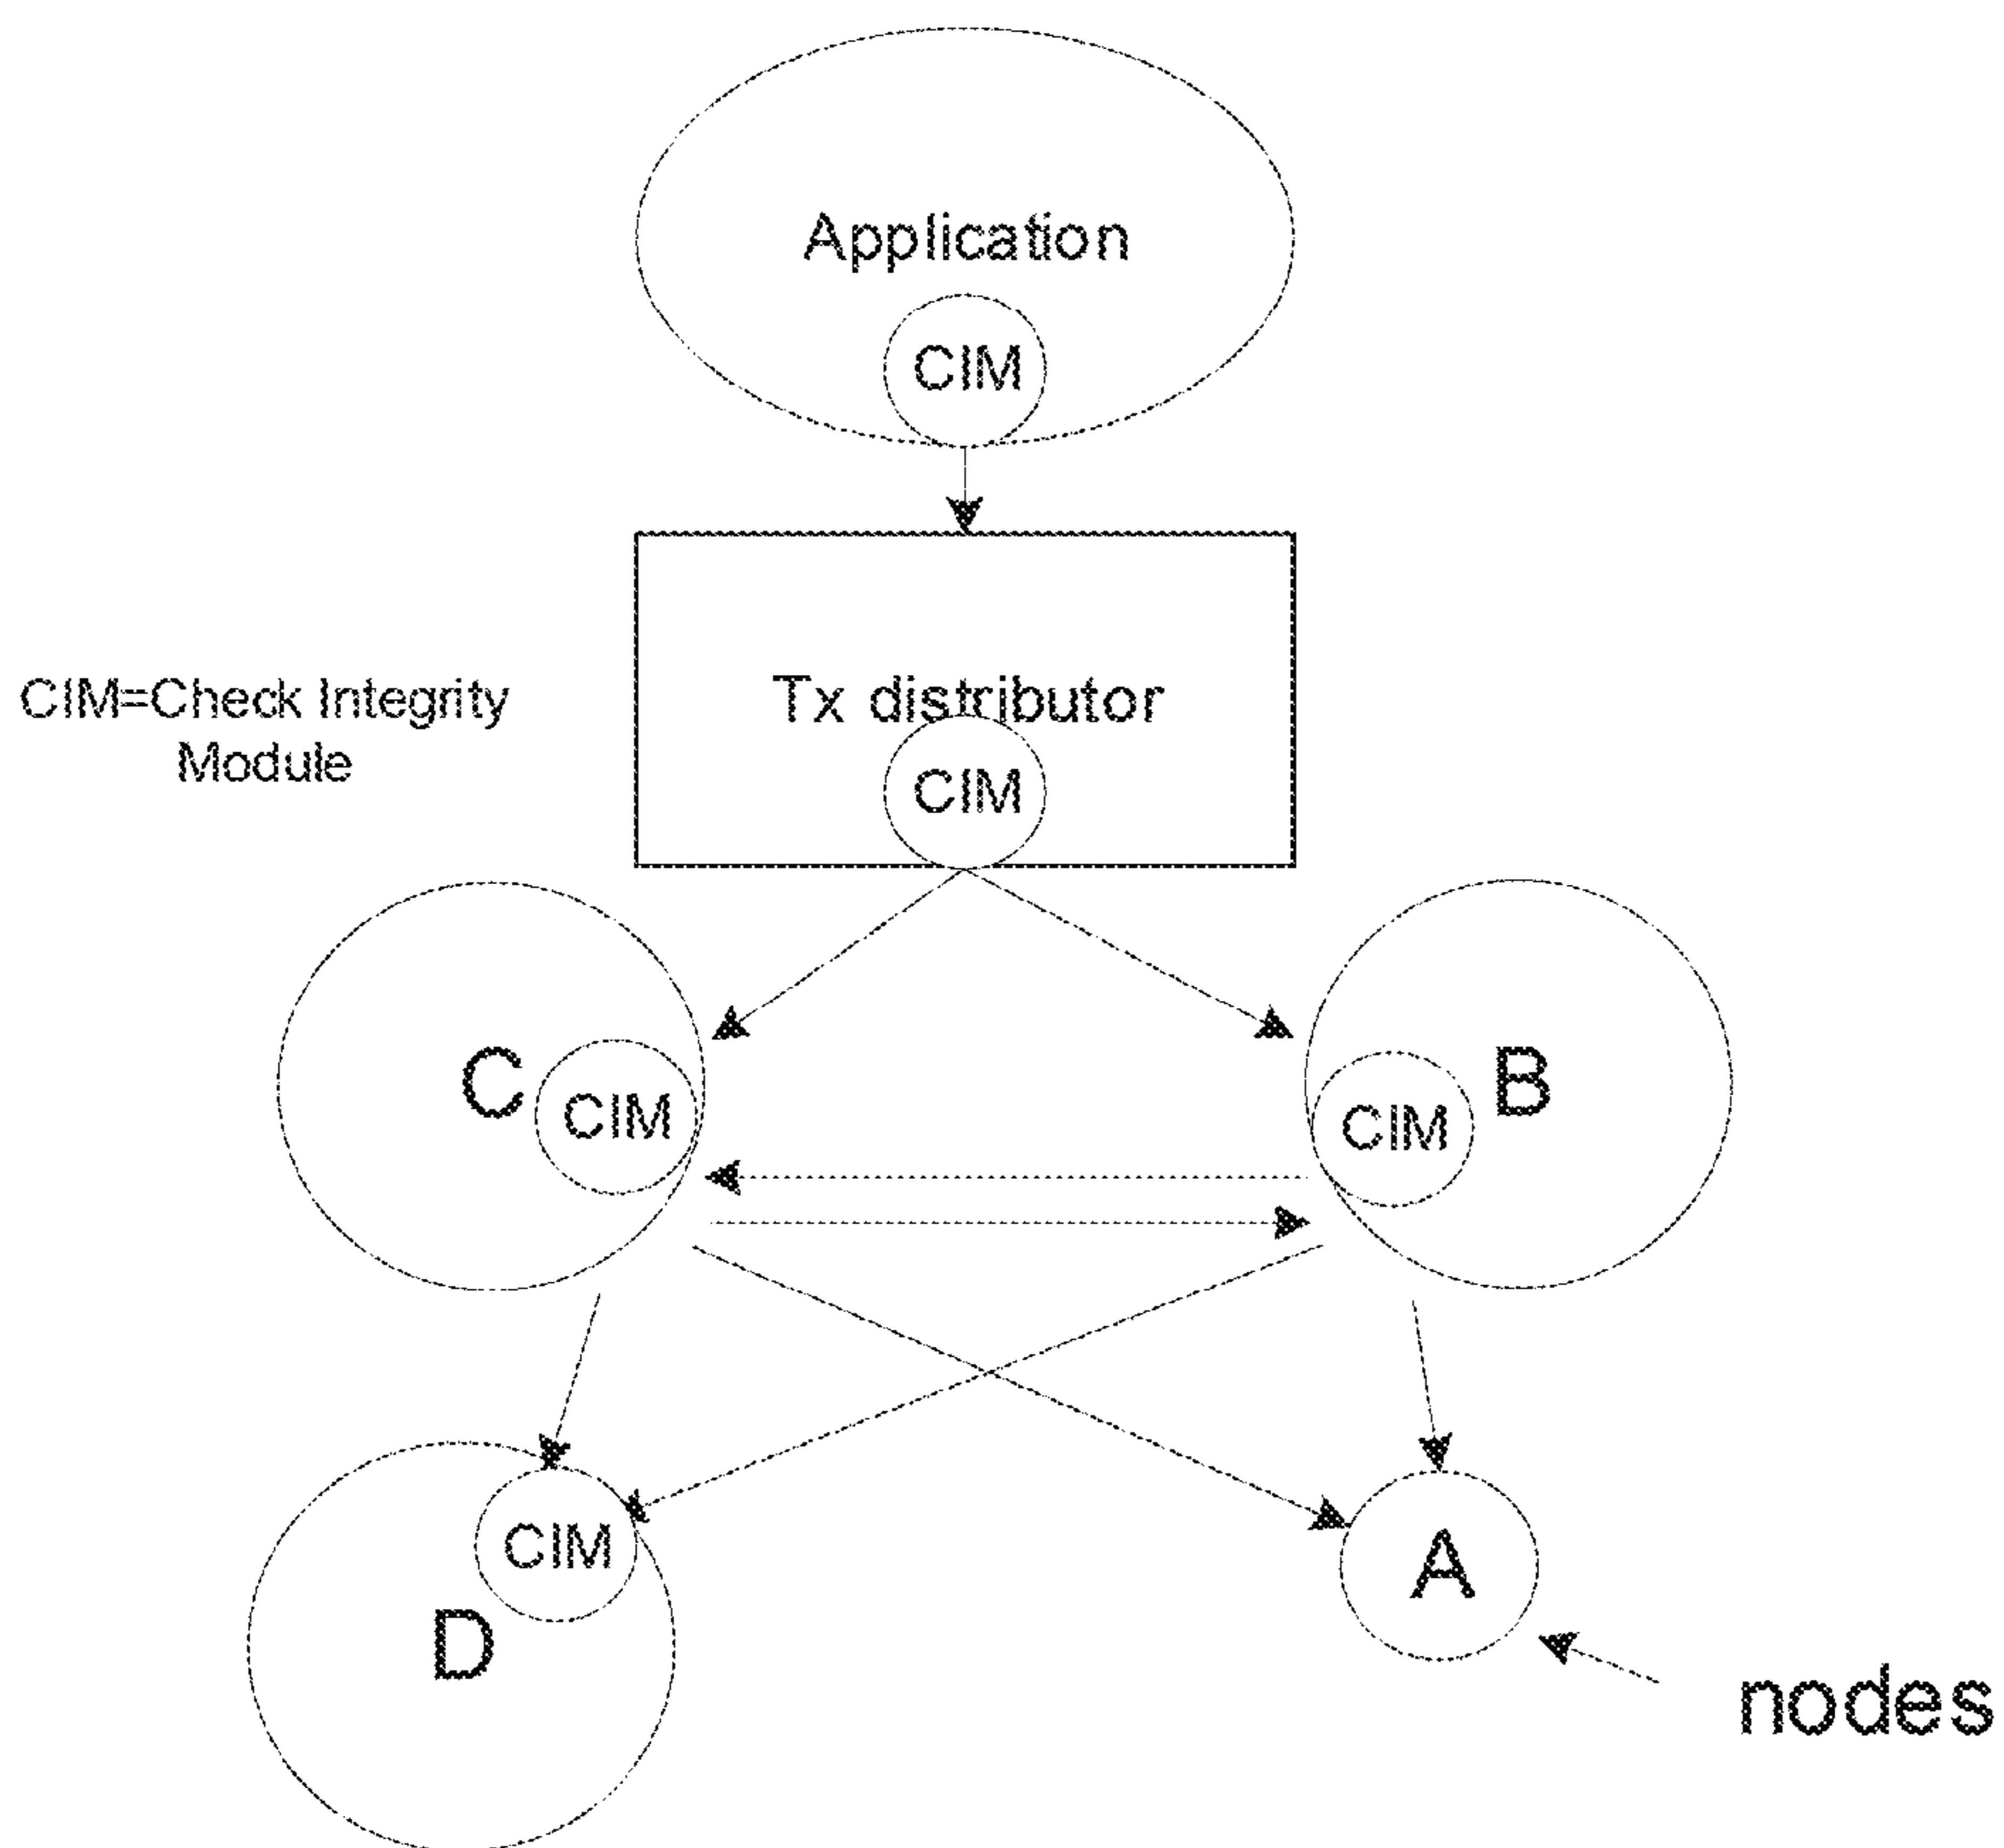 Application
CIM
CIM=Check Integrity
Module
Tx distributor
CIM
C
CIM
CIM
B
CIM
D
A
nodes